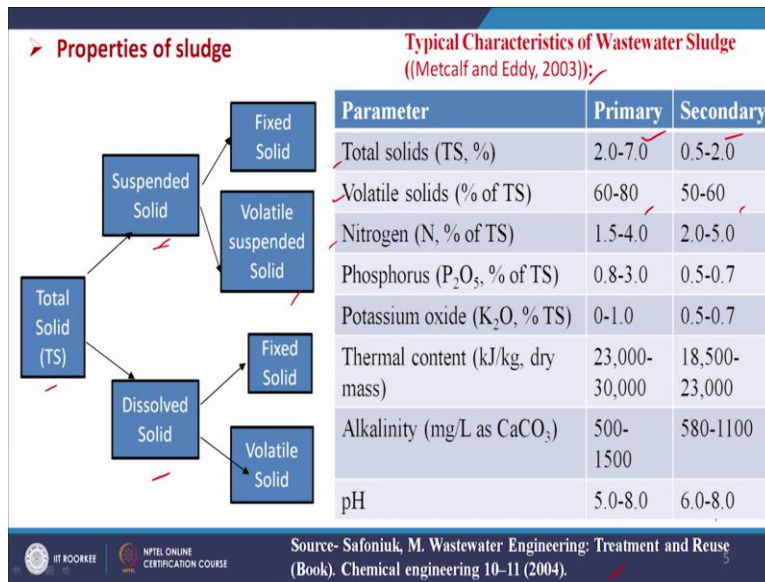 Properties of sludge
Typical Characteristics of Wastewater Sludge
((Metcalf and Eddy, 2003)):
Total
Solid
(TS)
Suspended
Solid
Dissolved
Solid
Fixed
Solid
Volatile
suspended
Solid
Fixed
Solid
Volatile
Solid
Parameter Primary Secondary
Total solids (TS, %) 2.0-7.0 0.5-2.0
Volatile solids (% of TS) 60-80 50-60
Nitrogen (N, % of TS) 1.5-4.0 2.0-5.0
Phosphorus (P₂O₅, % of TS) 0.8-3.0 0.5-0.7
Potassium oxide (K₂O, % TS) 0-1.0 0.5-0.7
Thermal content (kJ/kg, dry 23,000- 18,500-
mass) 30,000 23,000
Alkalinity (mg/L as CaCO₃) 500- 580-1100
1500
pH 5.0-8.0 6.0-8.0
IIT ROORKEE
NPTEL ONLINE
CERTIFICATION COURSE
Source- Safoniuk, M. Wastewater Engineering: Treatment and Reuse
(Book). Chemical engineering 10–11 (2004).
5